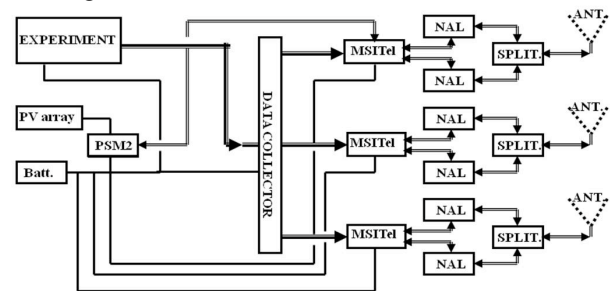 EXPERIMENT
PV array
PSM2
Batt.
DATA COLLECTOR
MSITel
NAL
NAL
SPLIT.
ANT.
MSITel
NAL
NAL
SPLIT.
ANT.
MSITel
NAL
NAL
SPLIT.
ANT.